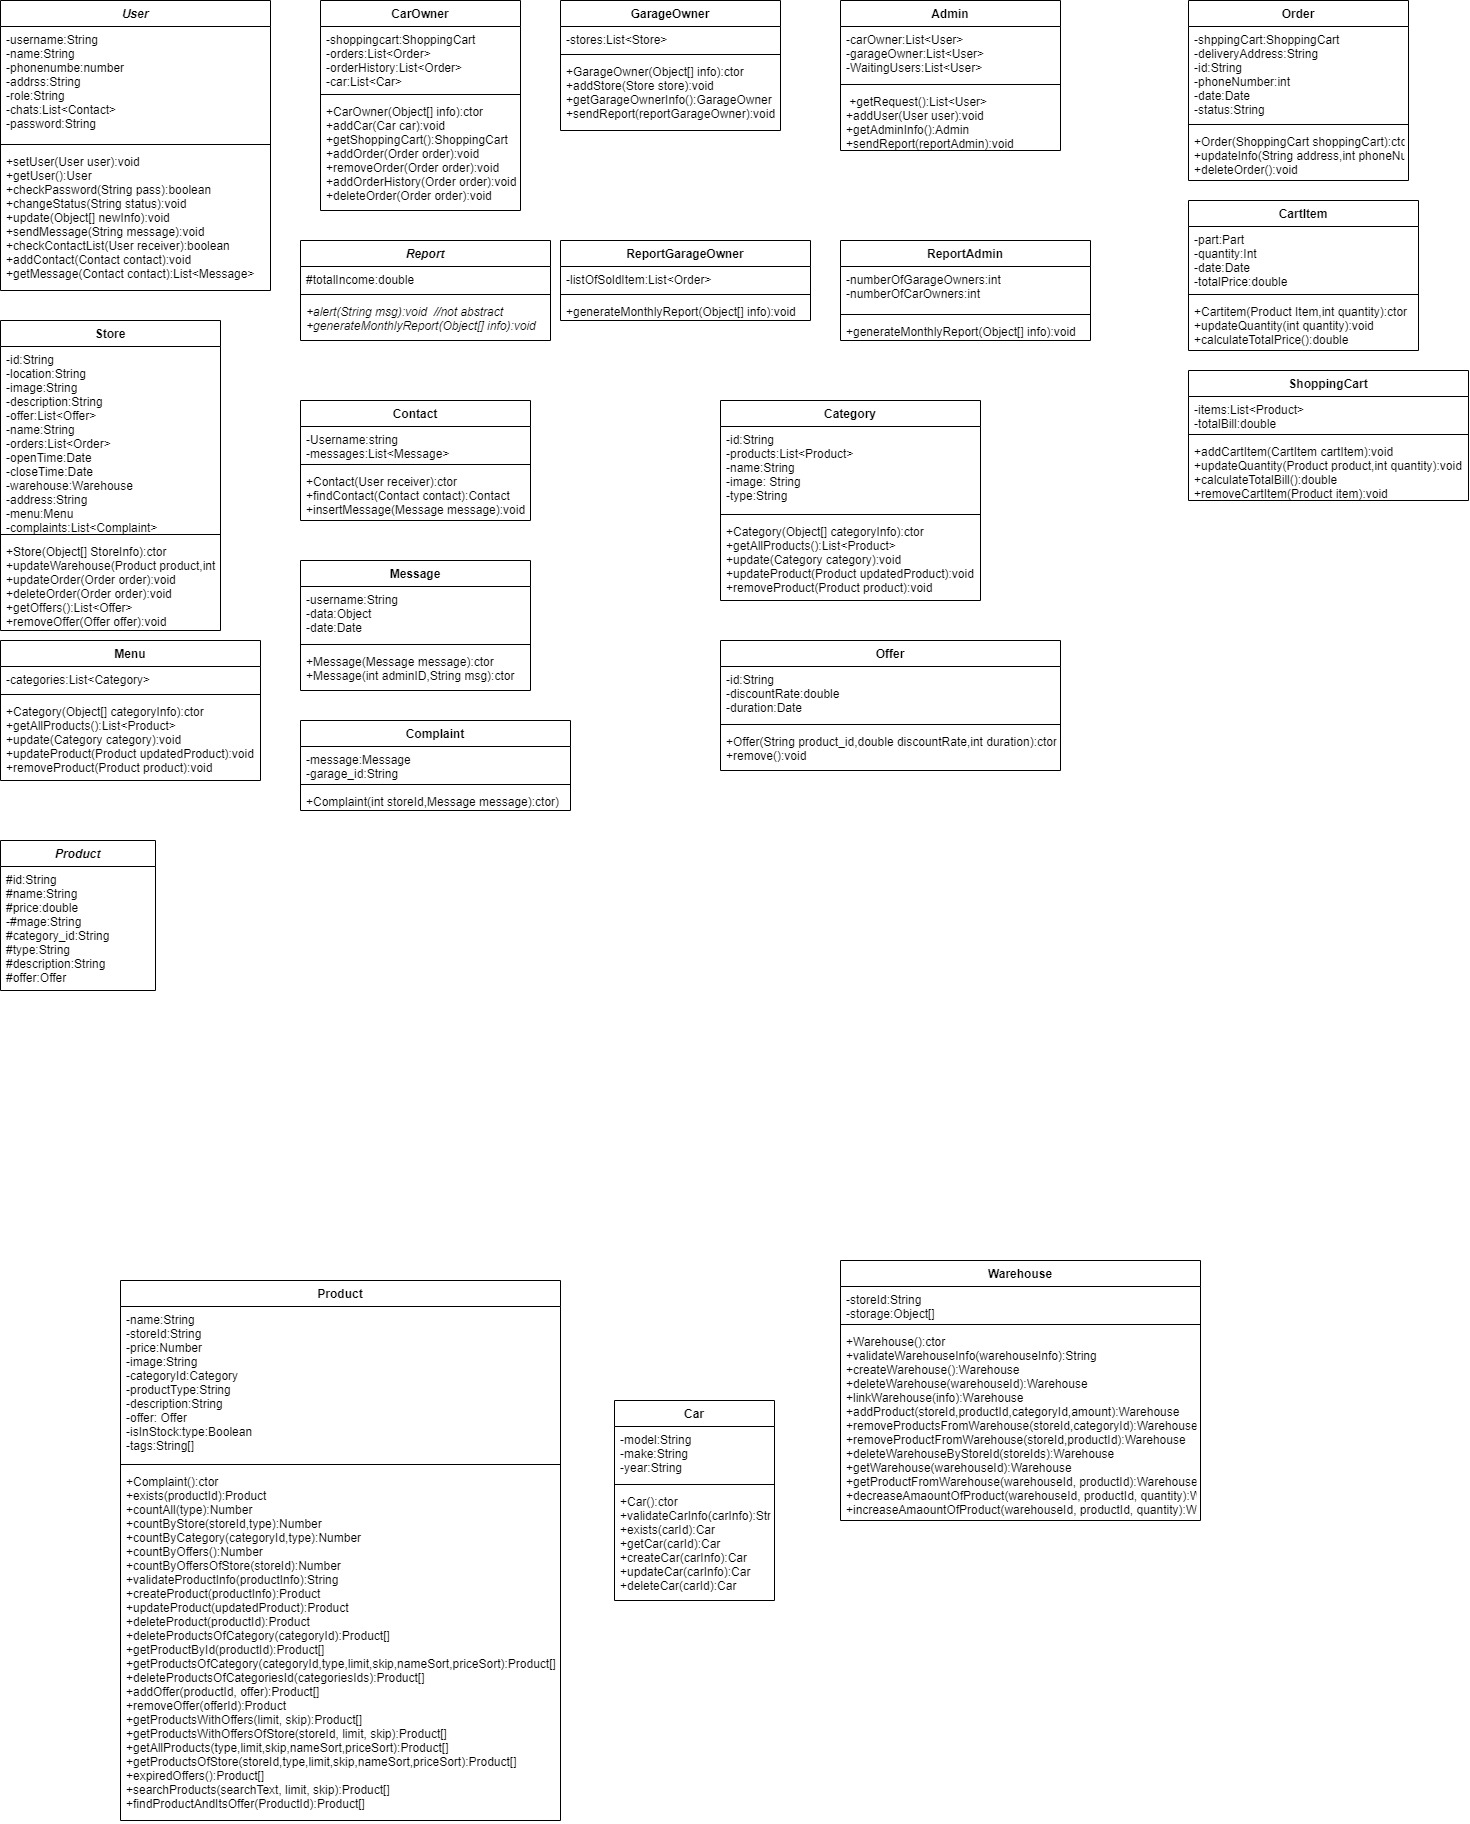 User
-username:String
-name:String
-phonenumbe:number
-addrss:String
-role:String
-chats:List<Contact>
-password:String
+setUser(User user):void
+getUser():User
+checkPassword(String pass):boolean
+changeStatus(String status):void
+update(Object[] newInfo):void
+sendMessage(String message):void
+checkContactList(User receiver):boolean
+addContact(Contact contact):void
+getMessage(Contact contact):List<Message>
CarOwner
-shoppingcart:ShoppingCart
-orders:List<Order>
-orderHistory:List<Order>
-car:List<Car>
+CarOwner(Object[] info):ctor
+addCar(Car car):void
+getShoppingCart():ShoppingCart
+addOrder(Order order):void
+removeOrder(Order order):void
+addOrderHistory(Order order):void
+deleteOrder(Order order):void
GarageOwner
-stores:List<Store>
+GarageOwner(Object[] info):ctor
+addStore(Store store):void
+getGarageOwnerInfo():GarageOwner
+sendReport(reportGarageOwner):void
Admin
-carOwner:List<User>
-garageOwner:List<User>
-WaitingUsers:List<User>
+getRequest():List<User>
+addUser(User user):void
+getAdminInfo():Admin
+sendReport(reportAdmin):void
Order
-shppingCart:ShoppingCart
-deliveryAddress:String
-id:String
-phoneNumber:int
-date:Date
-status:String
+Order(ShoppingCart shoppingCart):ctc
+updateInfo(String address,int phoneNu
+deleteOrder():void
CartItem
-part:Part
-quantity:Int
-date:Date
-totalPrice:double
+Cartitem(Product Item,int quantity):ctor
+updateQuantity(int quantity):void
+calculateTotalPrice():double
Report
#totalIncome:double
+alert(String msg):void //not abstract
+generateMonthlyReport(Object[] info):void
ReportGarageOwner
-listOfSoldItem:List<Order>
+generateMonthlyReport(Object[] info):void
ReportAdmin
-numberOfGarageOwners:int
-numberOfCarOwners:int
+generateMonthlyReport(Object[] info):void
Store
-id:String
-location:String
-image:String
-description:String
-offer:List<Offer>
-name:String
-orders:List<Order>
-openTime:Date
-closeTime:Date
-warehouse:Warehouse
-address:String
-menu:Menu
-complaints:List<Complaint>
+Store(Object[] StoreInfo):ctor
+updateWarehouse(Product product,int
+updateOrder(Order order):void
+deleteOrder(Order order):void
+getOffers():List<Offer>
+removeOffer(Offer offer):void
ShoppingCart
-items:List<Product>
-totalBill:double
+addCartItem(CartItem cartItem):void
+updateQuantity(Product product,int quantity):void
+calculateTotalBill():double
+removeCartItem(Product item):void
Contact
-Username:string
-messages:List<Message>
+Contact(User receiver):ctor
+findContact(Contact contact):Contact
+insertMessage(Message message):void
Category
-id:String
-products:List<Product>
-name:String
-image: String
-type:String
+Category(Object[] categoryInfo):ctor
+getAllProducts():List<Product>
+update(Category category):void
+updateProduct(Product updatedProduct):void
+removeProduct(Product product):void
Message
-username:String
-data:Object
-date:Date
+Message(Message message):ctor
+Message(int adminID,String msg):ctor
Menu
-categories:List<Category>
+Category(Object[] categoryInfo):ctor
+getAllProducts():List<Product>
+update(Category category):void
+updateProduct(Product updatedProduct):void
+removeProduct(Product product):void
Offer
-id:String
-discountRate:double
-duration:Date
+Offer(String product_id,double discountRate,int duration):ctor
+remove():void
Complaint
-message:Message
-garage_id:String
+Complaint(int storeId,Message message):ctor)
Product
#id:String
#name:String
#price:double
-#mage:String
#category_id:String
#type:String
#description:String
#offer:Offer
Product
-name:String
-storeId:String
-price:Number
-image:String
-categoryId:Category
-productType:String
-description:String
-offer: Offer
-isInStock:type:Boolean
-tags:String[]
+Complaint():ctor
+exists(productId):Product
+countAll(type):Number
+countByStore(storeId,type):Number
+countByCategory(categoryId,type):Number
+countByOffers():Number
+countByOffersOfStore(storeId):Number
+validateProductInfo(productInfo):String
+createProduct(productInfo):Product
+updateProduct(updatedProduct):Product
+deleteProduct(productId):Product
+deleteProductsOfCategory(categoryId):Product[]
+getProductById(productId):Product[]
+getProductsOfCategory(categoryId,type,limit,skip,nameSort,priceSort):Product[]
+deleteProductsOfCategoriesId(categoriesIds):Product[]
+addOffer(productId, offer):Product[]
+removeOffer(offerId):Product
+getProductsWithOffers(limit, skip):Product[]
+getProductsWithOffersOfStore(storeId, limit, skip):Product[]
+getAllProducts(type,limit,skip,nameSort,priceSort):Product[]
+getProductsOfStore(storeId,type,limit,skip,nameSort,priceSort):Product[]
+expiredOffers():Product[]
+searchProducts(searchText, limit, skip):Product[]
+findProductAndItsOffer(ProductId):Product[]
Car
-model:String
-make:String
-year:String
+Car():ctor
+validateCarInfo(carInfo):Str
+exists(carId):Car
+getCar(carId):Car
+createCar(carInfo):Car
+updateCar(carInfo):Car
+deleteCar(carId):Car
Warehouse
-storeId:String
-storage:Object[]
+Warehouse():ctor
+validateWarehouseInfo(warehouseInfo):String
+createWarehouse():Warehouse
+deleteWarehouse(warehouseId):Warehouse
+linkWarehouse(info):Warehouse
+addProduct(storeId,productId,categoryId,amount):Warehouse
+removeProductsFromWarehouse(storeId,categoryId):Warehouse
+removeProductFromWarehouse(storeId,productId):Warehouse
+deleteWarehouseByStoreId(storeIds):Warehouse
+getWarehouse(warehouseId):Warehouse
+getProductFromWarehouse(warehouseId, productId):Warehouse
+decreaseAmaountOfProduct(warehouseId, productId, quantity):W
+increaseAmaountOfProduct(warehouseId, productId, quantity):W